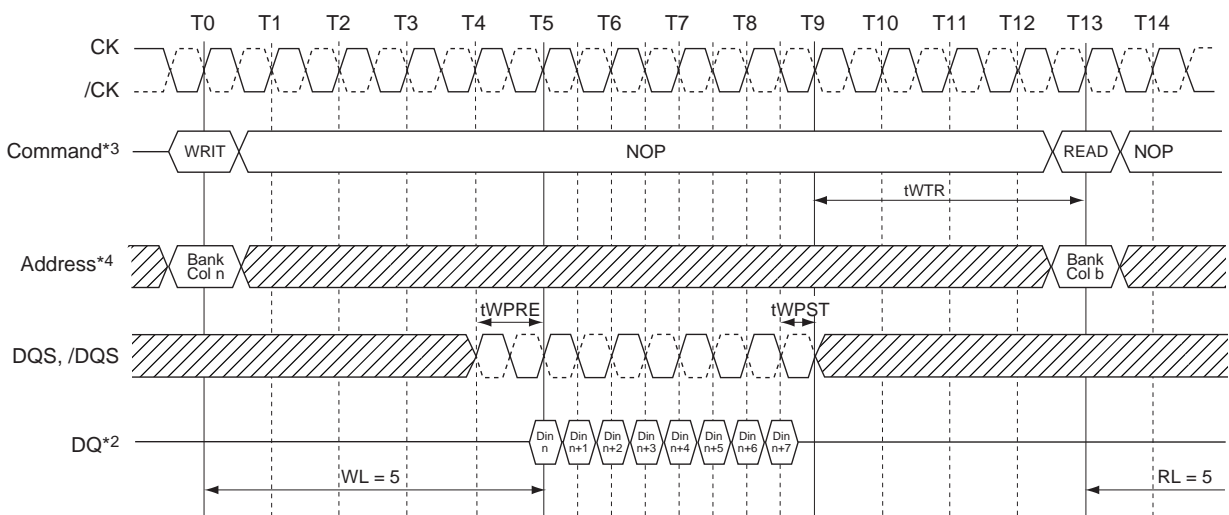 T0 T1 T2 T3 T4 T5 T6 T7 T8 T9 T10 T11 T12 T13 T14
CK
/CK
Command*3 WRIT NOP READ NOP
tWTR
Address*4 Bank Col n Bank Col b
tWPRE tWPST
DQS, /DQS
DQ*2 Din n Din n+1 Din n+2 Din n+3 Din n+4 Din n+5 Din n+6 Din n+7
WL = 5 RL = 5